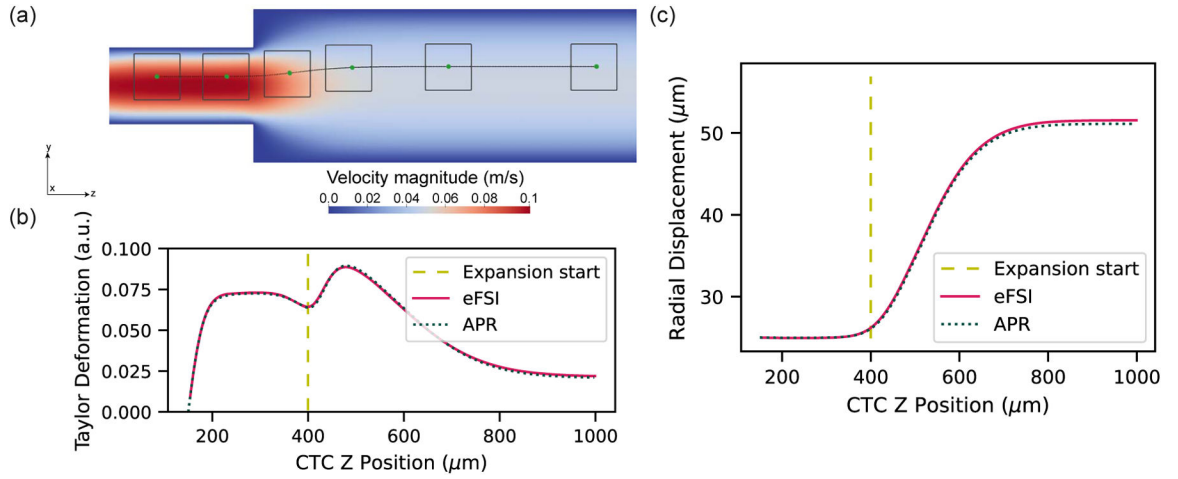 (a)
y
x
z
Velocity magnitude (m/s)
0.0 0.02 0.04 0.06 0.08 0.1
(b)
Taylor Deformation (a.u.)
0.100
0.075
0.050
0.025
0.000
Expansion start
eFSI
APR
200 400 600 800 1000
CTC Z Position (μm)
(c)
Radial Displacement (μm)
50
40
30
Expansion start
eFSI
APR
200 400 600 800 1000
CTC Z Position (μm)